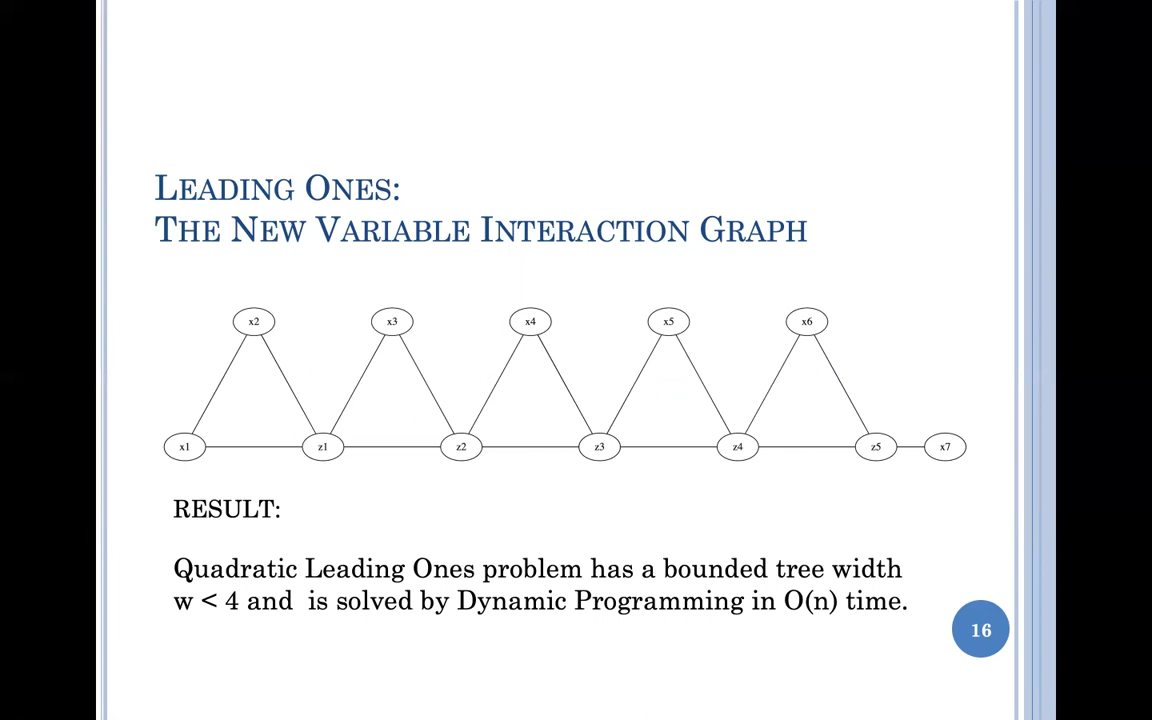 LEADING ONES:
THE NEW VARIABLE INTERACTION GRAPH
x2 x3 x4 x5 x6
x1 z1 z2 z3 z4 z5 x7
RESULT:
Quadratic Leading Ones problem has a bounded tree width
w < 4 and is solved by Dynamic Programming in O(n) time.
16